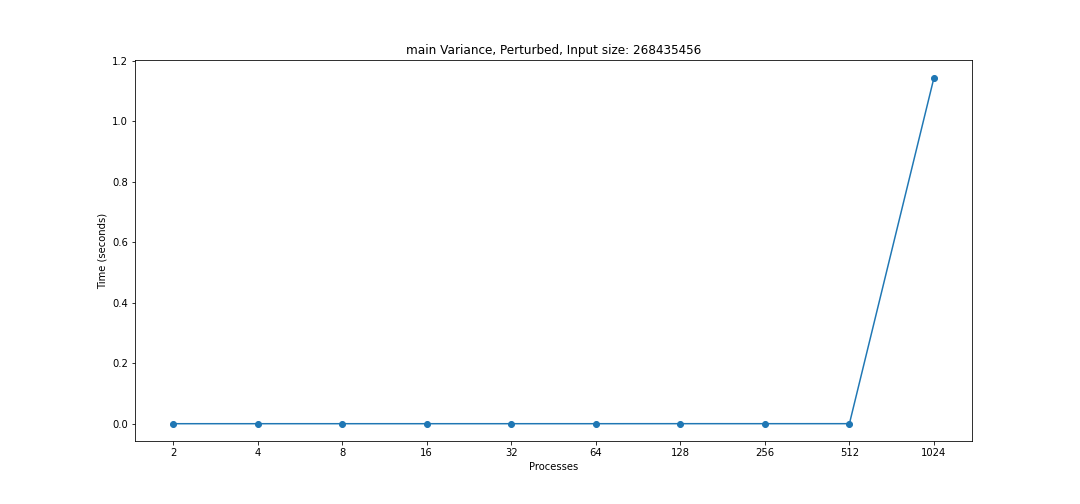 main Variance, Perturbed, Input size: 268435456
1.2
1.0
0.8
0.6
0.4
0.2
0.0
Time (seconds)
2 4 8 16 32 64 128 256 512 1024
Processes